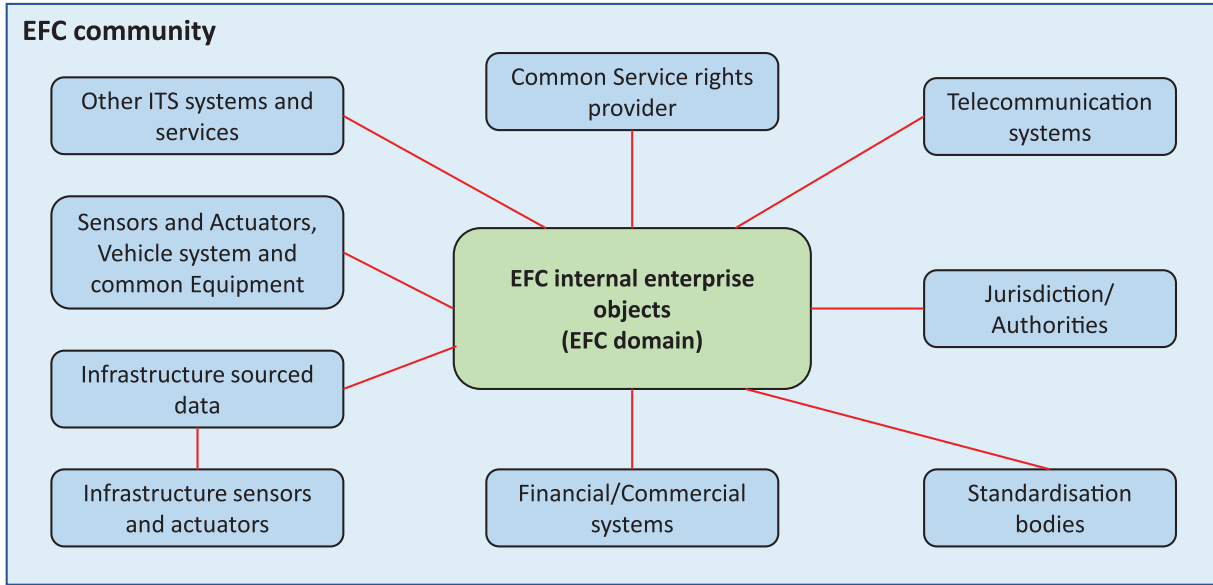 EFC community
Other ITS systems and
services
Common Service rights
provider
Telecommunication
systems
Sensors and Actuators,
Vehicle system and
common Equipment
EFC internal enterprise
objects
(EFC domain)
Jurisdiction/
Authorities
Infrastructure sourced
data
Infrastructure sensors
and actuators
Financial/Commercial
systems
Standardisation
bodies